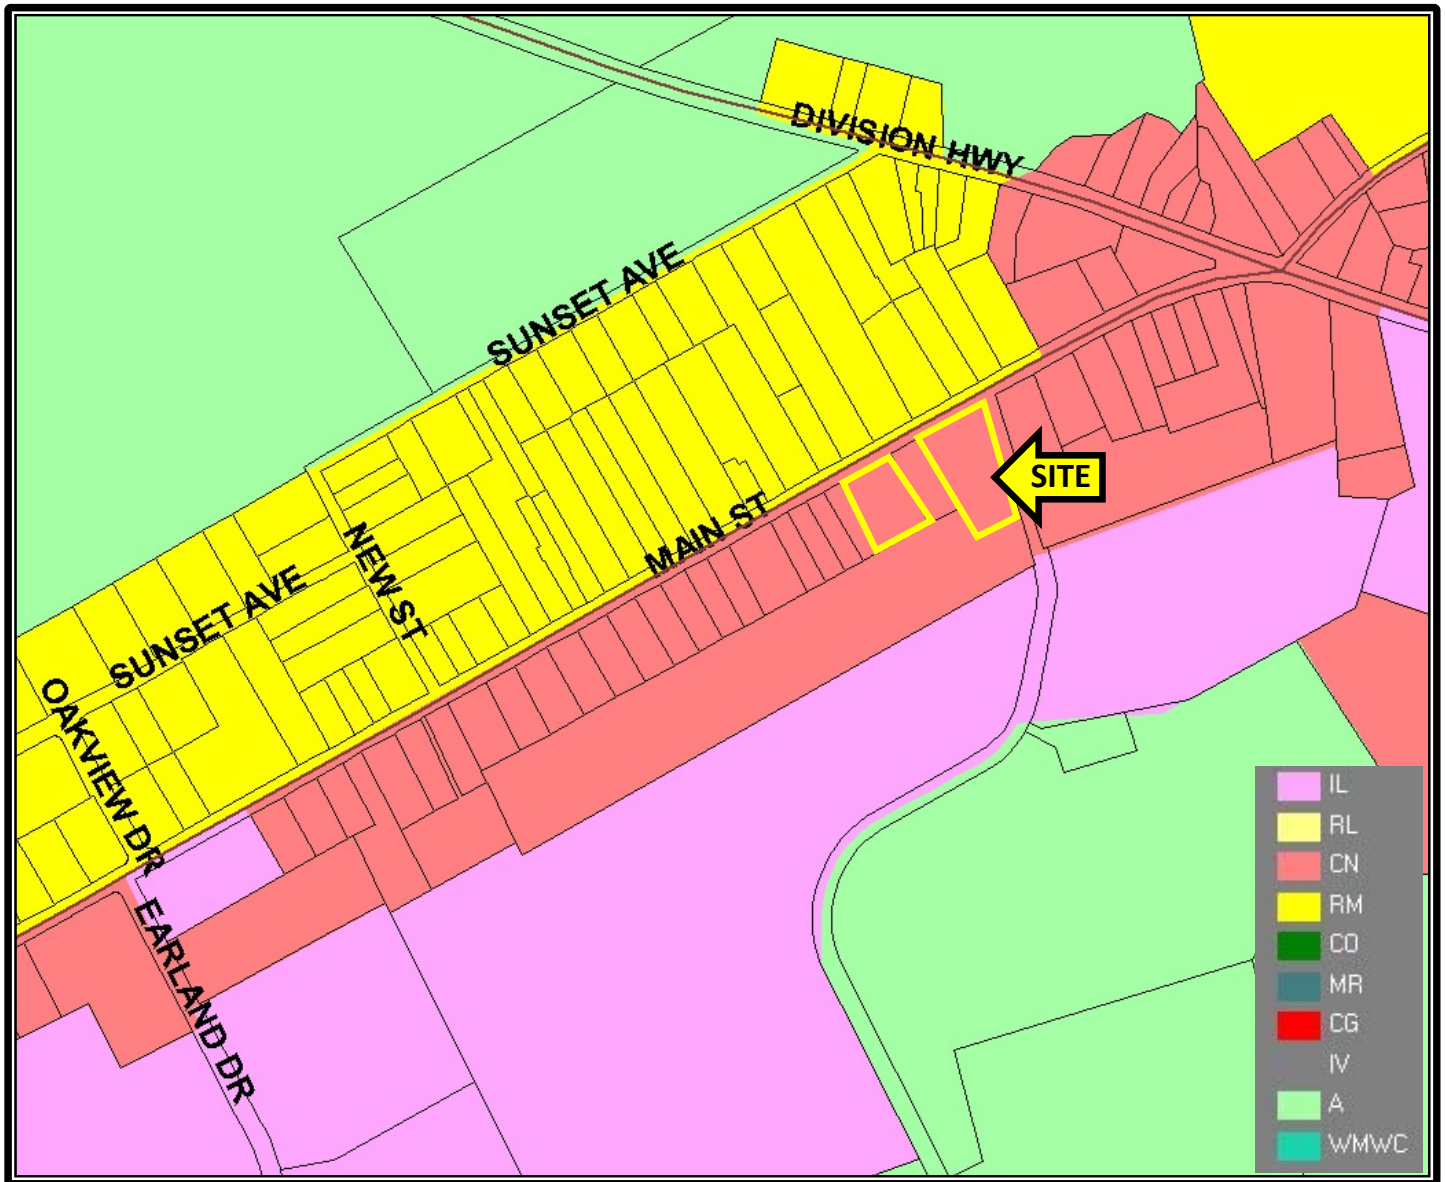 DIVISION HWY
SUNSET AVE
SITE
MAIN ST
NEW ST
SUNSET AVE
OAKVIEW DR
EARLAND DR
IL
RL
CN
RM
CO
MR
CG
IV
A
WMWC